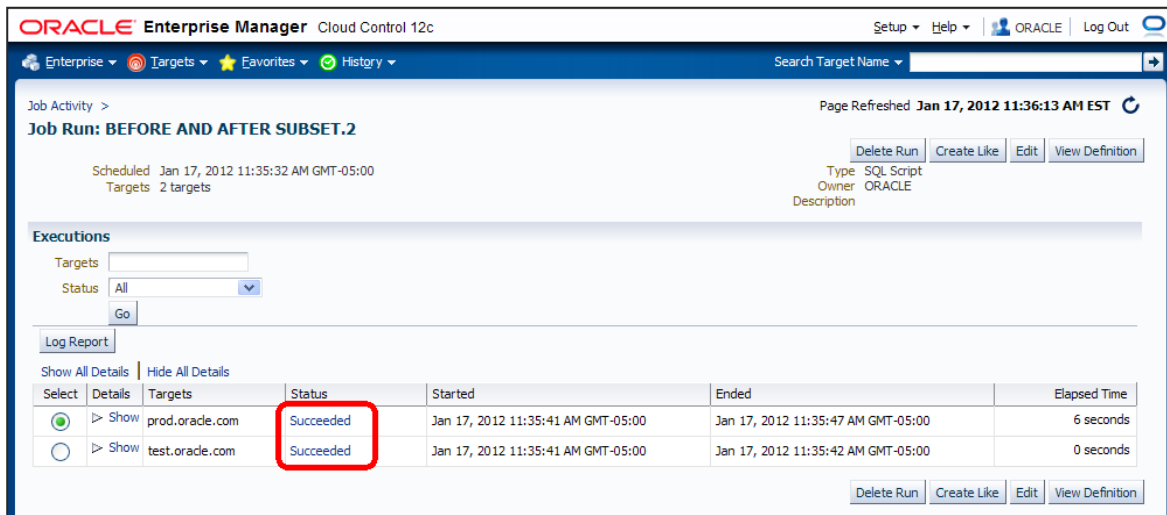 ORACLE Enterprise Manager Cloud Control 12c
Setup Help ORACLE Log Out
Enterprise Targets Favorites History Search Target Name
Job Activity >
Page Refreshed Jan 17, 2012 11:36:13 AM EST
Job Run: BEFORE AND AFTER SUBSET.2
Delete Run Create Like Edit View Definition
Scheduled Jan 17, 2012 11:35:32 AM GMT-05:00
Targets 2 targets
Type SQL Script
Owner ORACLE
Description
Executions
Targets
Status All
Go
Log Report
Show All Details | Hide All Details
Select Details Targets Status Started Ended Elapsed Time
Show prod.oracle.com Succeeded Jan 17, 2012 11:35:41 AM GMT-05:00 Jan 17, 2012 11:35:47 AM GMT-05:00 6 seconds
Show test.oracle.com Succeeded Jan 17, 2012 11:35:41 AM GMT-05:00 Jan 17, 2012 11:35:42 AM GMT-05:00 0 seconds
Delete Run Create Like Edit View Definition